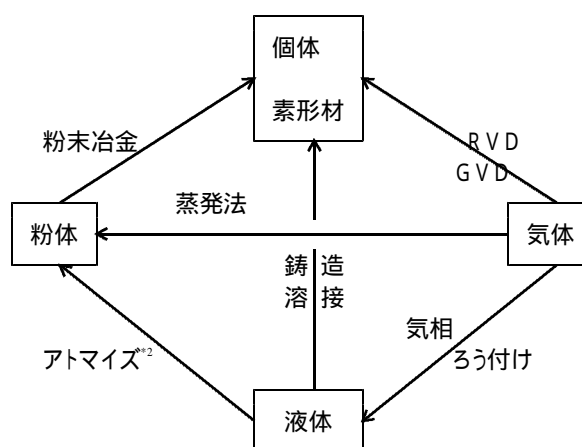 個体
素形材
粉末冶金
RVD
GVD
蒸発法
粉体
気体
鋳造
溶接
気相
ろう付け
アトマイズ*2
液体